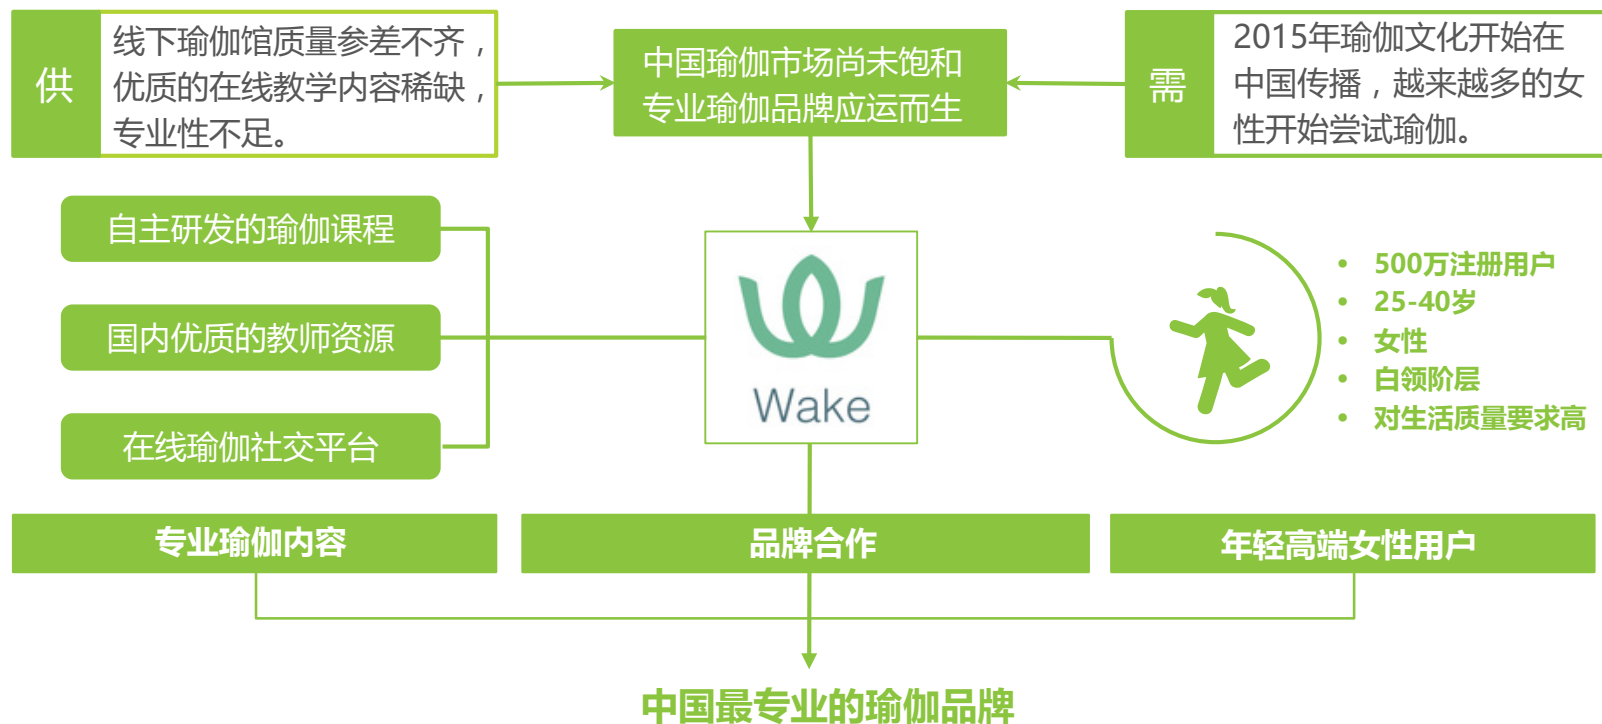 供
线下瑜伽馆质量参差不齐，
优质的在线教学内容稀缺，
专业性不足。
中国瑜伽市场尚未饱和
专业瑜伽品牌应运而生
需
2015年瑜伽文化开始在
中国传播，越来越多的女
性开始尝试瑜伽。
自主研发的瑜伽课程
国内优质的教师资源
在线瑜伽社交平台
Wake
• 500万注册用户
• 25-40岁
• 女性
• 白领阶层
• 对生活质量要求高
专业瑜伽内容
品牌合作
年轻高端女性用户
中国最专业的瑜伽品牌